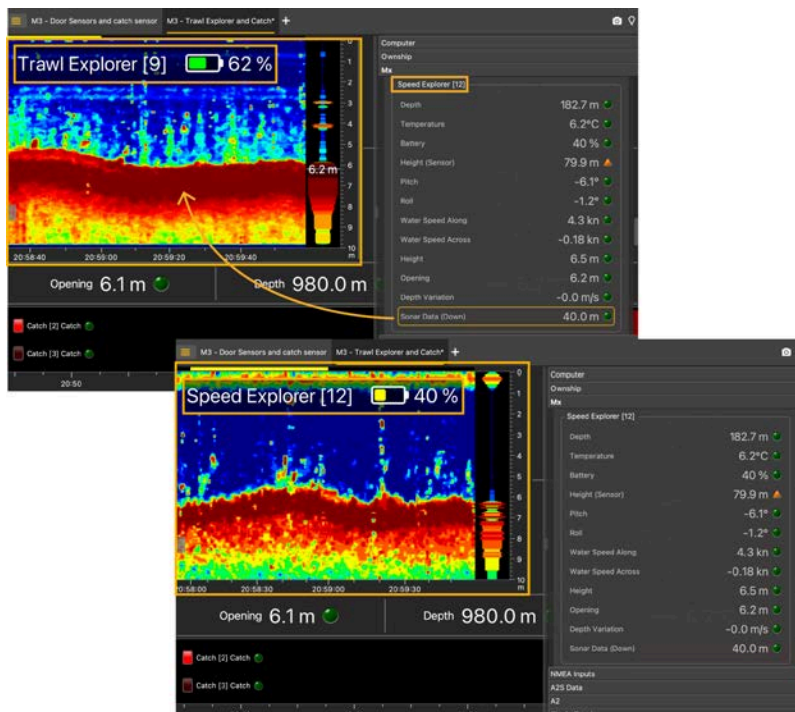 M3 - Door Sensors and catch sensor M3 - Trawl Explorer and Catch* +
Trawl Explorer [9] 62 %
0
1
2
3
4
5
6.2 m 6
7
8
9
10
m
20:58:40 20:59:00 20:59:20 20:59:40
Opening 6.1 m Depth 980.0 m
Catch [2] Catch
Catch [3] Catch
20:50
Computer
Ownship
Mx
Speed Explorer [12]
Depth 182.7 m
Temperature 6.2°C
Battery 40 %
Height (Sensor) 79.9 m
Pitch -6.1°
Roll -1.2°
Water Speed Along 4.3 kn
Water Speed Across -0.18 kn
Height 6.5 m
Opening 6.2 m
Depth Variation -0.0 m/s
Sonar Data (Down) 40.0 m
M3 - Door Sensors and catch sensor M3 - Trawl Explorer and Catch* +
Speed Explorer [12] 40 %
0
1
2
3
4
5
6
7
8
9
10
m
20:58:00 20:58:30 20:59:00 20:59:30
Opening 6.1 m Depth 980.0 m
Catch [2] Catch
Catch [3] Catch
Computer
Ownship
Mx
Speed Explorer [12]
Depth 182.7 m
Temperature 6.2°C
Battery 40 %
Height (Sensor) 79.9 m
Pitch -6.1°
Roll -1.2°
Water Speed Along 4.3 kn
Water Speed Across -0.18 kn
Height 6.5 m
Opening 6.2 m
Depth Variation -0.0 m/s
Sonar Data (Down) 40.0 m
NMEA Inputs
A2S Data
A2